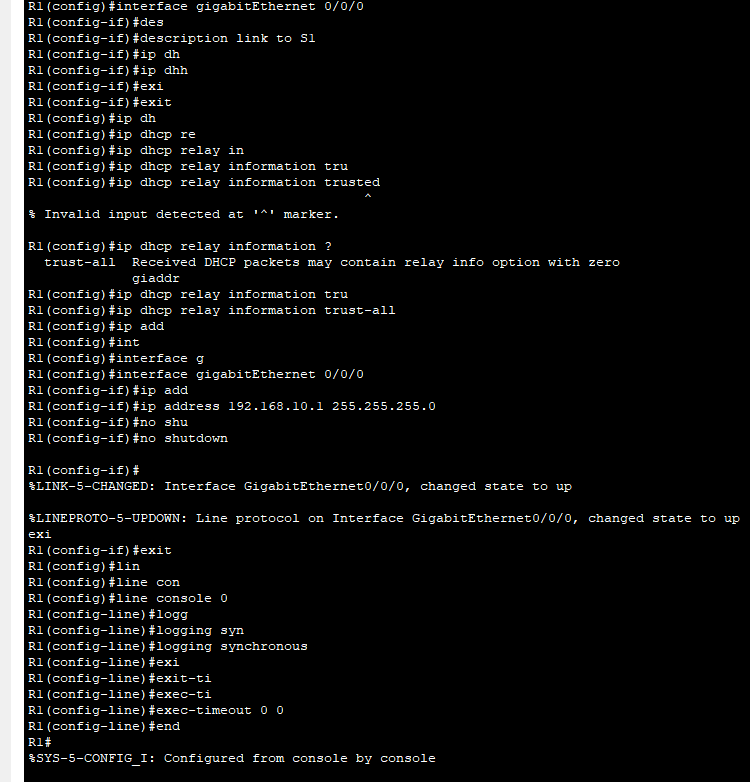 R1(config)#interface gigabitEthernet 0/0/0
R1(config-if)#des
R1(config-if)#description link to S1
R1(config-if)#ip dh
R1(config-if)#ip dhh
R1(config-if)#exi
R1(config-if)#exit
R1(config)#ip dh
R1(config)#ip dhcp re
R1(config)#ip dhcp relay in
R1(config)#ip dhcp relay information tru
R1(config)#ip dhcp relay information trusted
^
% Invalid input detected at '^' marker.
R1(config)#ip dhcp relay information ?
trust-all  Received DHCP packets may contain relay info option with zero
giaddr
R1(config)#ip dhcp relay information tru
R1(config)#ip dhcp relay information trust-all
R1(config)#ip add
R1(config)#int
R1(config)#interface g
R1(config)#interface gigabitEthernet 0/0/0
R1(config-if)#ip add
R1(config-if)#ip address 192.168.10.1 255.255.255.0
R1(config-if)#no shu
R1(config-if)#no shutdown
R1(config-if)#
%LINK-5-CHANGED: Interface GigabitEthernet0/0/0, changed state to up
%LINEPROTO-5-UPDOWN: Line protocol on Interface GigabitEthernet0/0/0, changed state to up
exi
R1(config-if)#exit
R1(config)#lin
R1(config)#line con
R1(config)#line console 0
R1(config-line)#logg
R1(config-line)#logging syn
R1(config-line)#logging synchronous
R1(config-line)#exi
R1(config-line)#exit-ti
R1(config-line)#exec-ti
R1(config-line)#exec-timeout 0 0
R1(config-line)#end
R1#
%SYS-5-CONFIG_I: Configured from console by console